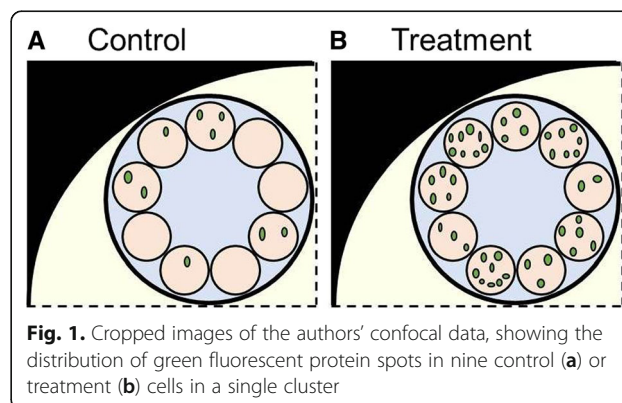 A Control
B Treatment
Fig. 1. Cropped images of the authors’ confocal data, showing the
distribution of green fluorescent protein spots in nine control (a) or
treatment (b) cells in a single cluster